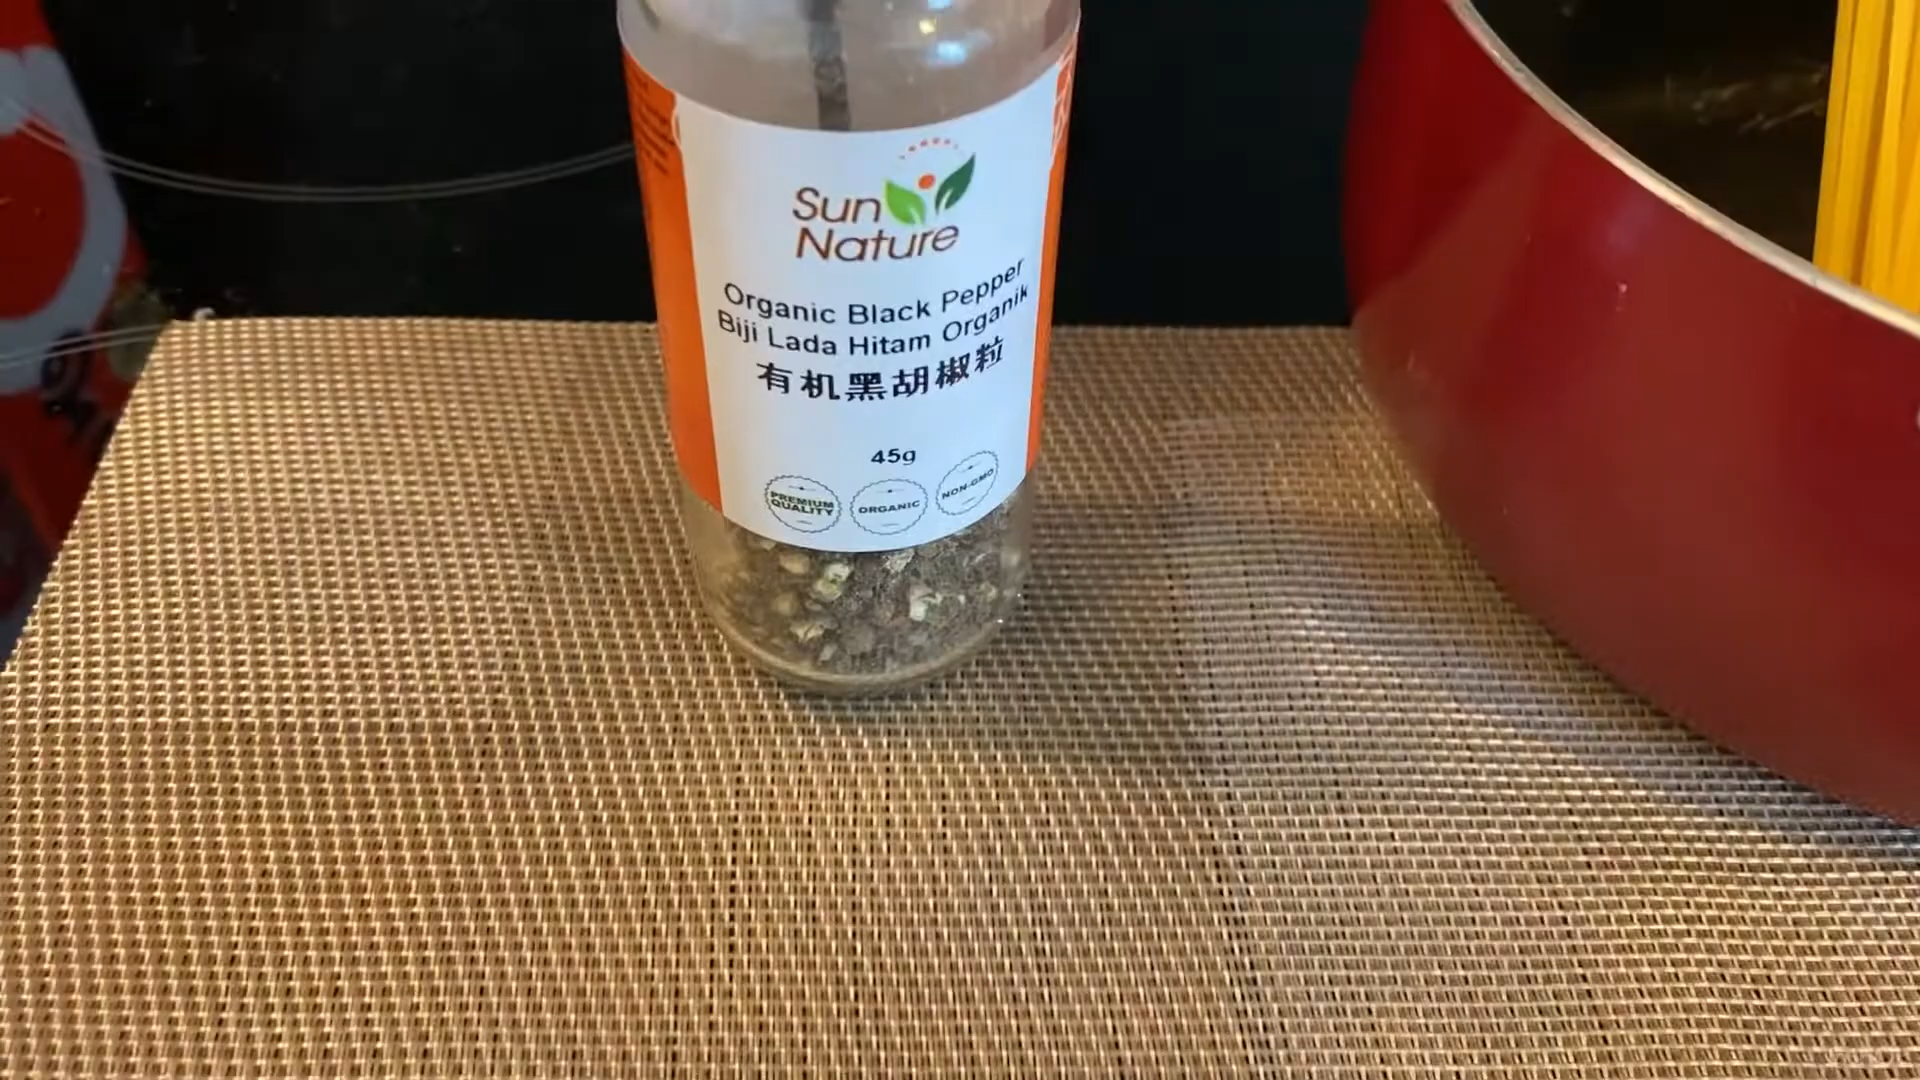 Sun
Nature
Organic Black Pepper
Biji Lada Hitam Organik
有机黑胡椒粒
45g
PREMIUM
QUALITY
ORGANIC
NON-GMO